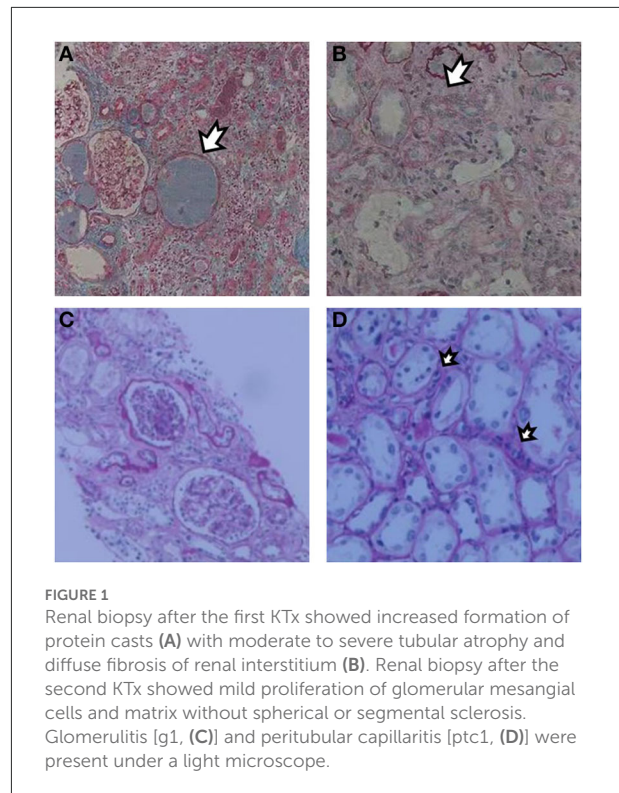 A
B
C
D
FIGURE 1
Renal biopsy after the first KTx showed increased formation of
protein casts (A) with moderate to severe tubular atrophy and
diffuse fibrosis of renal interstitium (B). Renal biopsy after the
second KTx showed mild proliferation of glomerular mesangial
cells and matrix without spherical or segmental sclerosis.
Glomerulitis [g1, (C)] and peritubular capillaritis [ptc1, (D)] were
present under a light microscope.